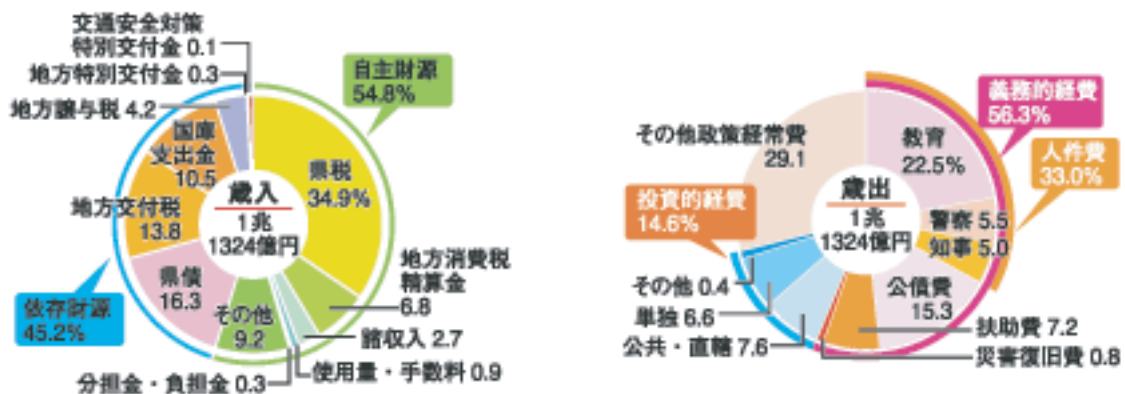 交通安全対策
特別交付金 0.1
地方特別交付金 0.3
地方譲与税 4.2
国庫
支出金
10.5
地方交付税
13.8
県債
16.3
その他
9.2
分担金・負担金 0.3
使用量・手数料 0.9
諸収入 2.7
地方消費税
精算金
6.8
県税
34.9%
自主財源
54.8%
依存財源
45.2%
歳入
1兆
1324億円
その他政策経常費
29.1
投資的経費
14.6%
その他 0.4
単独 6.6
公共・直轄 7.6
災害復旧費 0.8
扶助費 7.2
公債費
15.3
知事 5.0
警察 5.5
教育
22.5%
義務的経費
56.3%
人件費
33.0%
歳出
1兆
1324億円